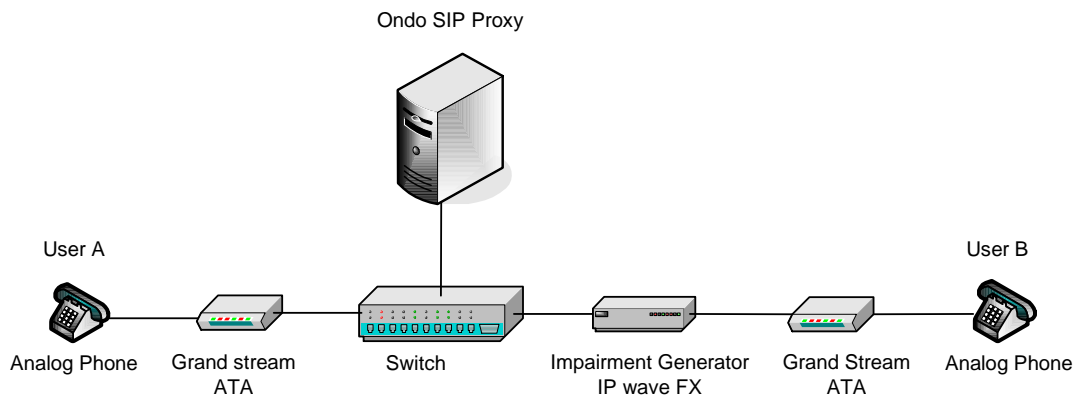 Ondo SIP Proxy
User A
User B
Analog Phone
Grand stream
ATA
Switch
Impairment Generator
IP wave FX
Grand Stream
ATA
Analog Phone